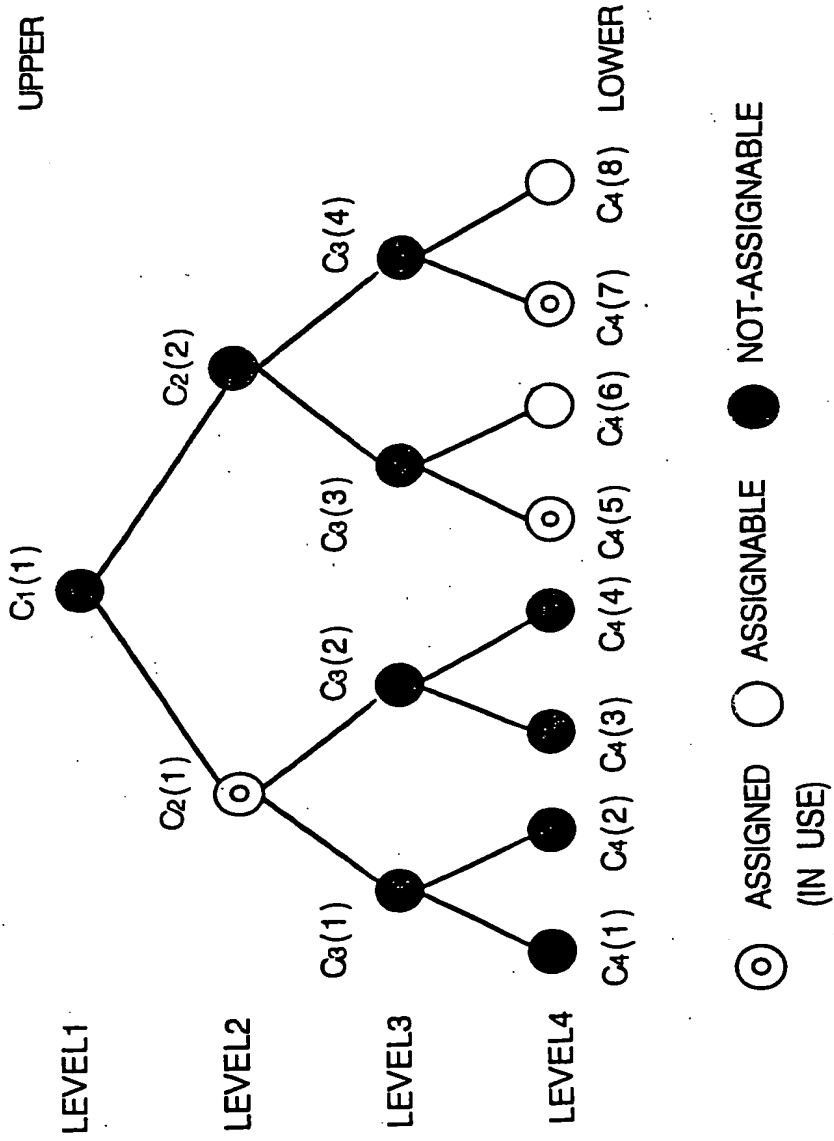 UPPER
C1(1)
LEVEL1
C2(1) C2(2)
LEVEL2
C3(1) C3(2) C3(3) C3(4)
LEVEL3
LEVEL4
C4(1) C4(2) C4(3) C4(4) C4(5) C4(6) C4(7) C4(8) LOWER
ASSIGNED ASSIGNABLE NOT-ASSIGNABLE
(IN USE)